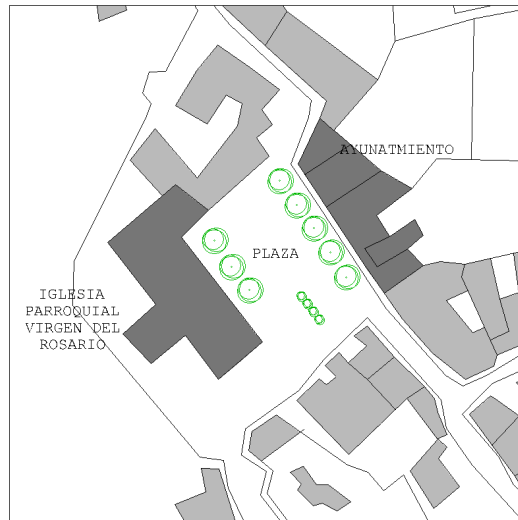 AYUNATMIENTO
PLAZA
IGLESIA
PARROQUIAL
VIRGEN DEL
ROSARIO